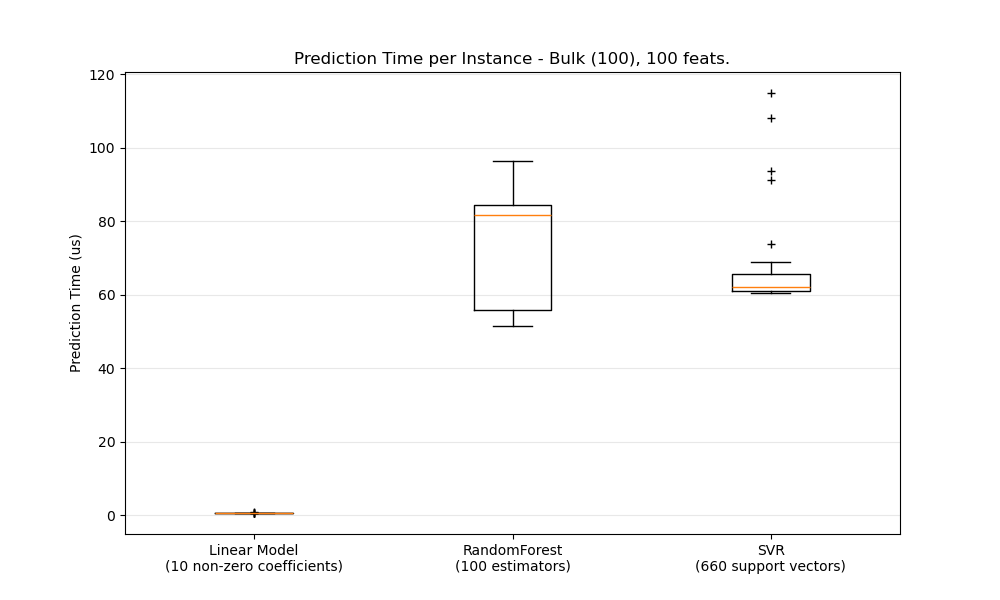 Prediction Time per Instance - Bulk (100), 100 feats.
120
100
80
60
40
20
0
Prediction Time (us)
Linear Model
(10 non-zero coefficients)
RandomForest
(100 estimators)
SVR
(660 support vectors)